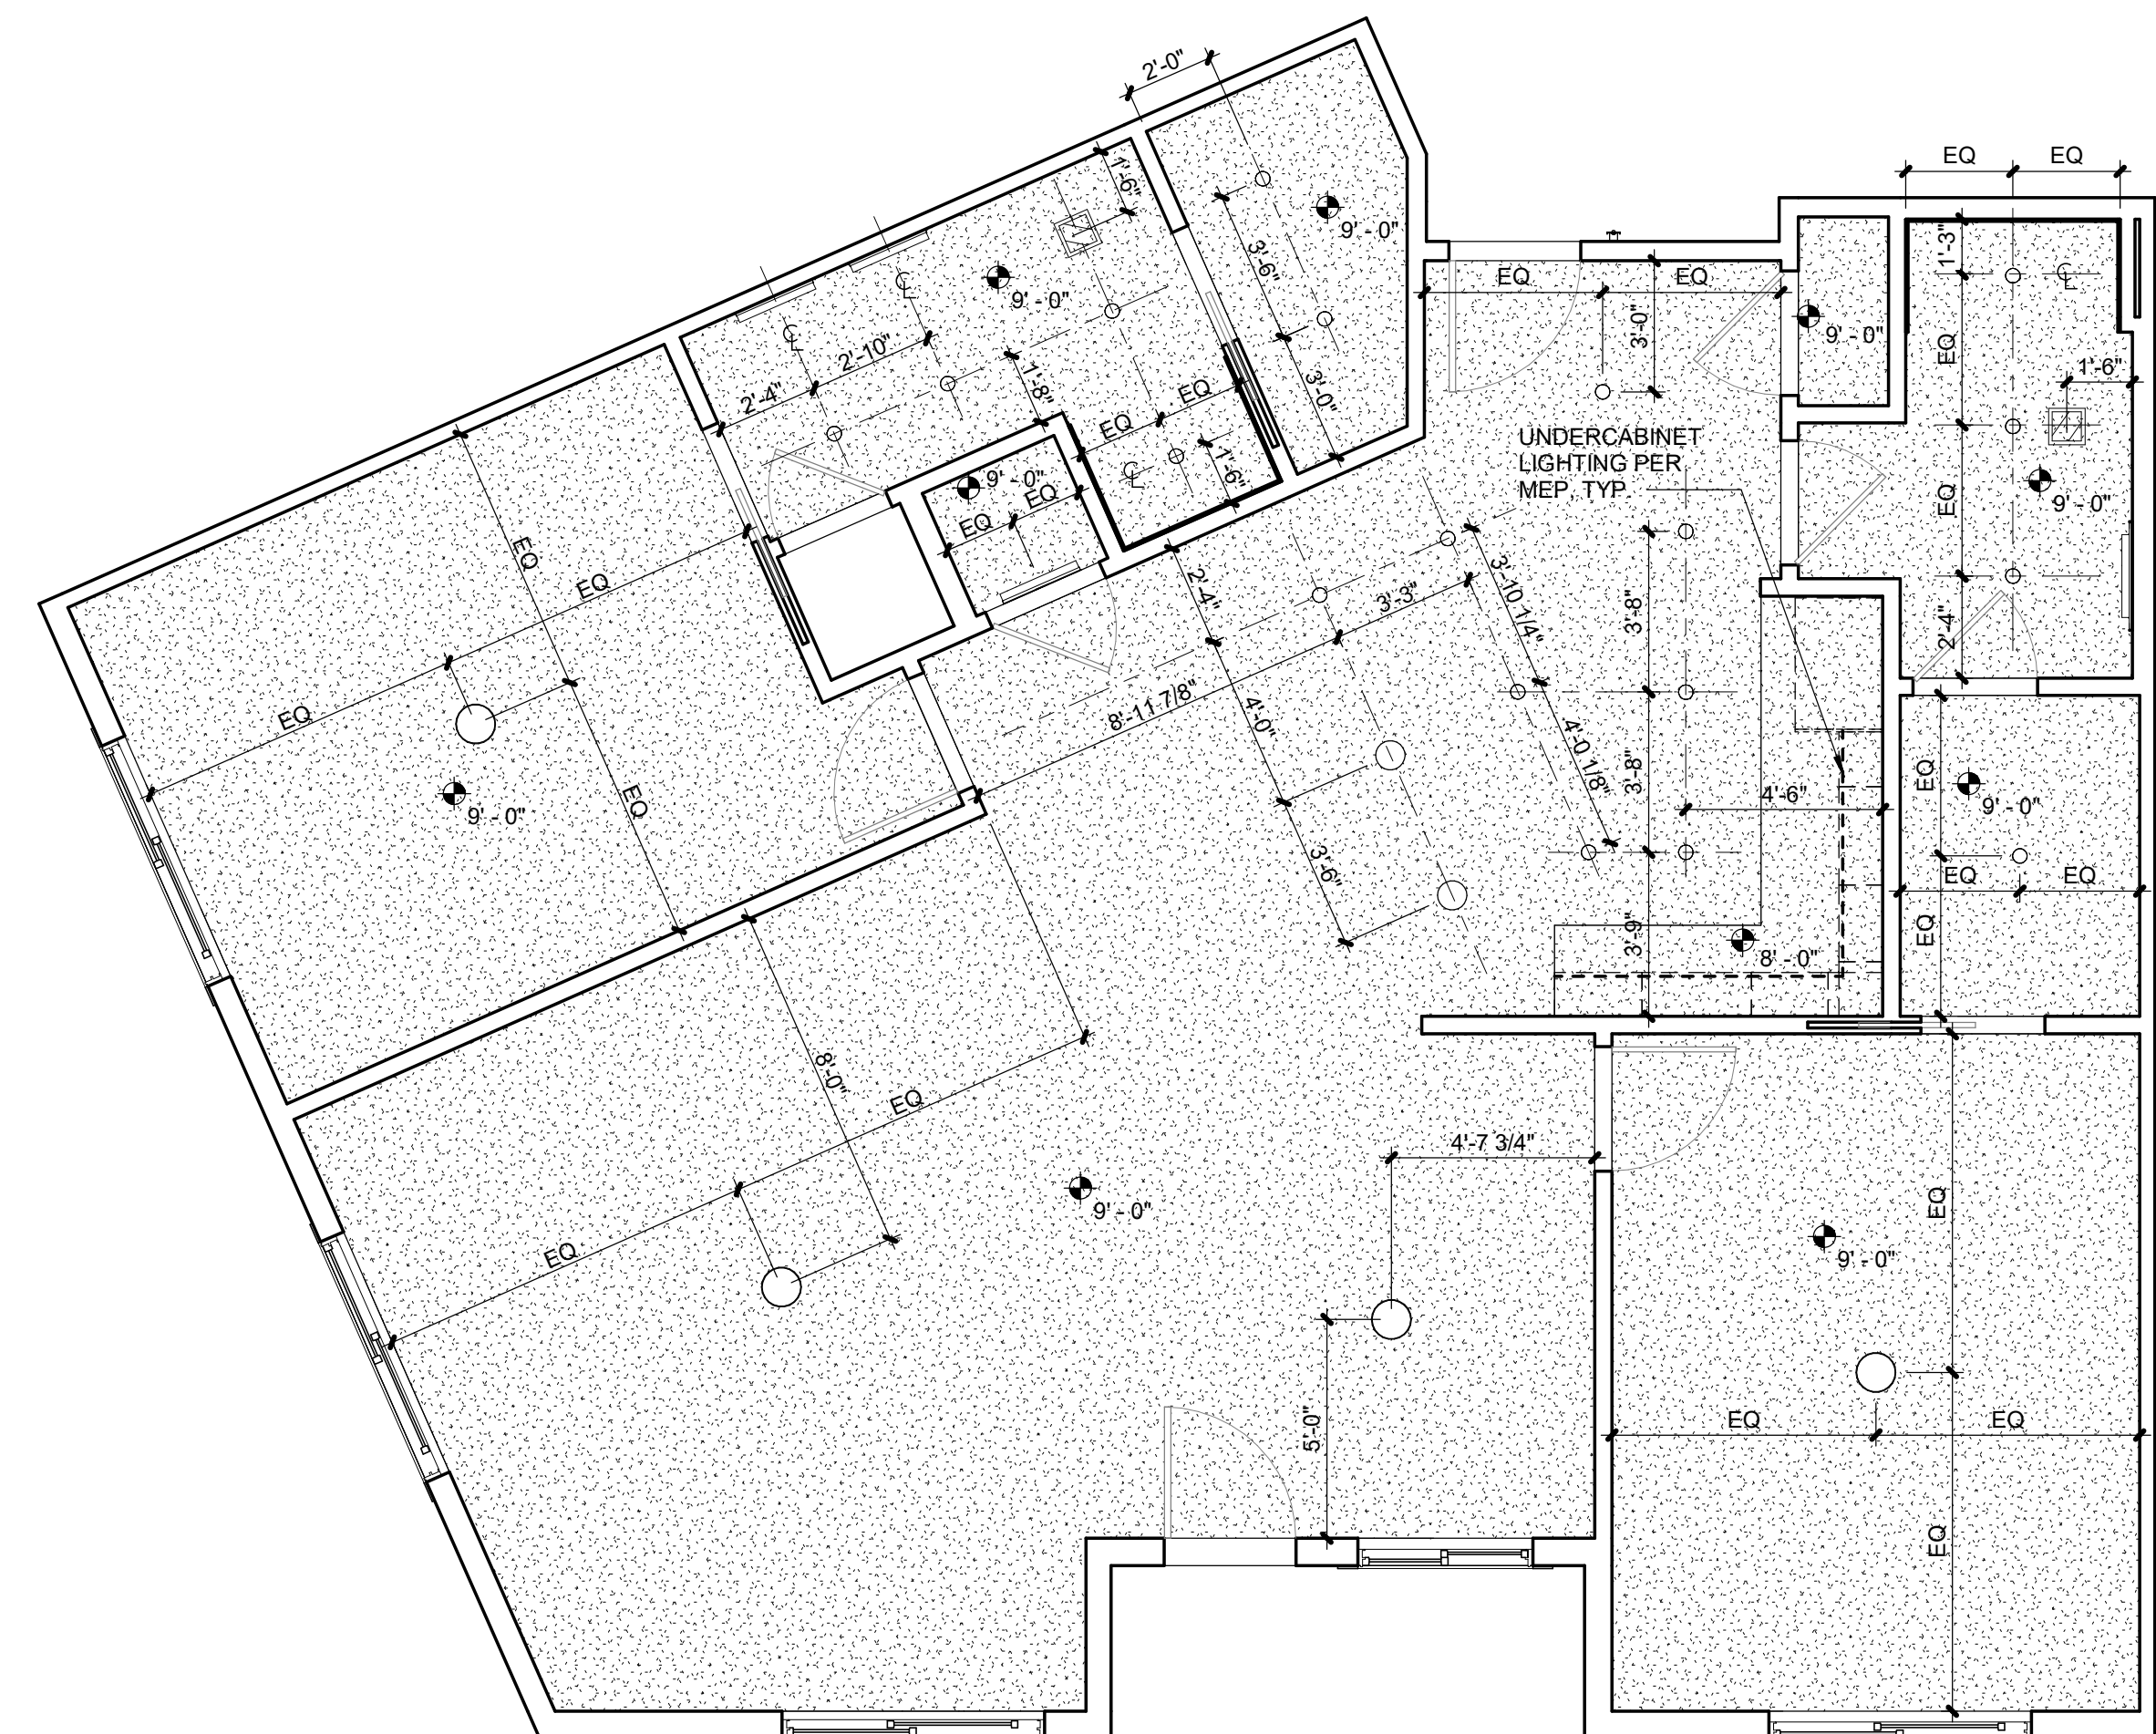 2'-0"
EQ EQ
1'-6"
9' - 0"
3'-6"
1'-3"
EQ EQ
CL
9' - 0"
3'-0"
9' - 0"
CL
2'-10"
CL
EQ
1'-6"
2'-4"
1'-8"
EQ
EQ
3'-0"
UNDERCABINET
LIGHTING PER
MEP, TYP.
CL
1'-6"
9' - 0"
EQ
EQ
EQ
9' - 0"
EQ
EQ
2'-4"
3'-3"
3'-10 1/4"
3'-8"
2'-4"
EQ
8'-11 7/8"
4'-0"
4'-0 1/8"
3'-8"
4'-6"
EQ
9' - 0"
EQ
9' - 0"
3'-6"
EQ EQ
3'-9"
8' - 0"
EQ
8'-0"
EQ
4'-7 3/4"
9' - 0"
EQ
EQ
9' - 0"
5'-0"
EQ EQ
EQ